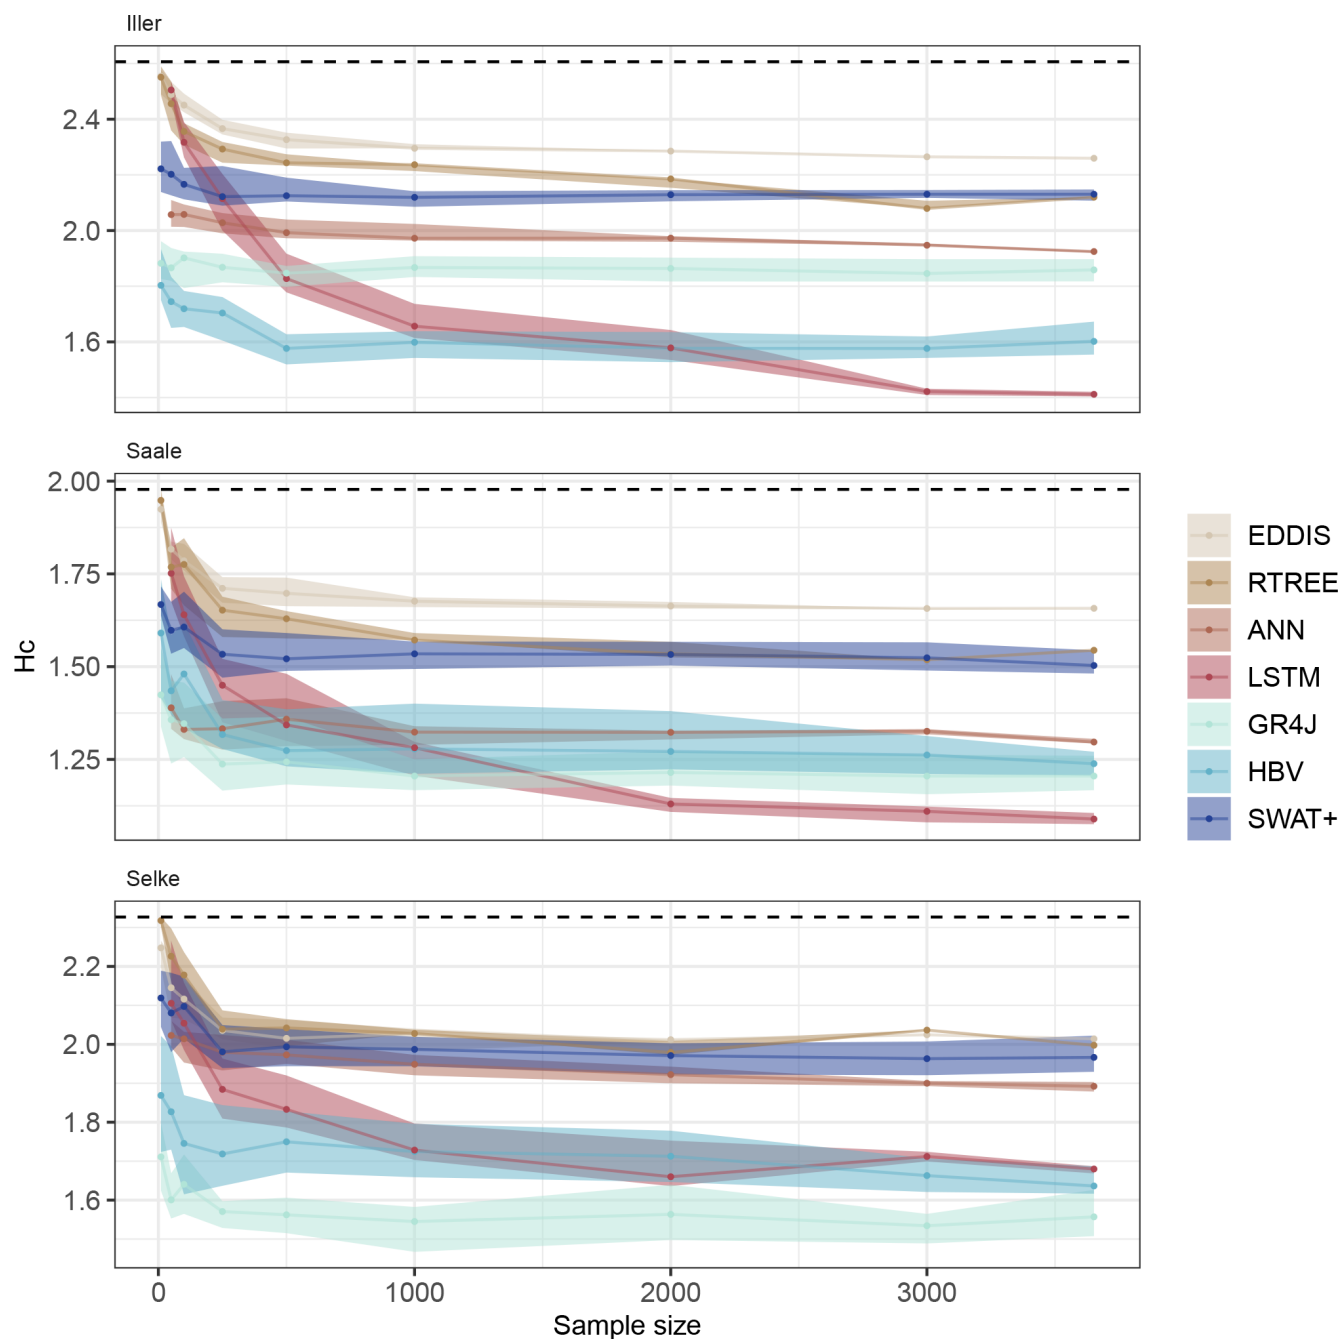 Iller
2.4
2.0
1.6
Saale
2.00
1.75
1.50
1.25
Hc
EDDIS
RTREE
ANN
LSTM
GR4J
HBV
SWAT+
Selke
2.2
2.0
1.8
1.6
0 1000 2000 3000
Sample size